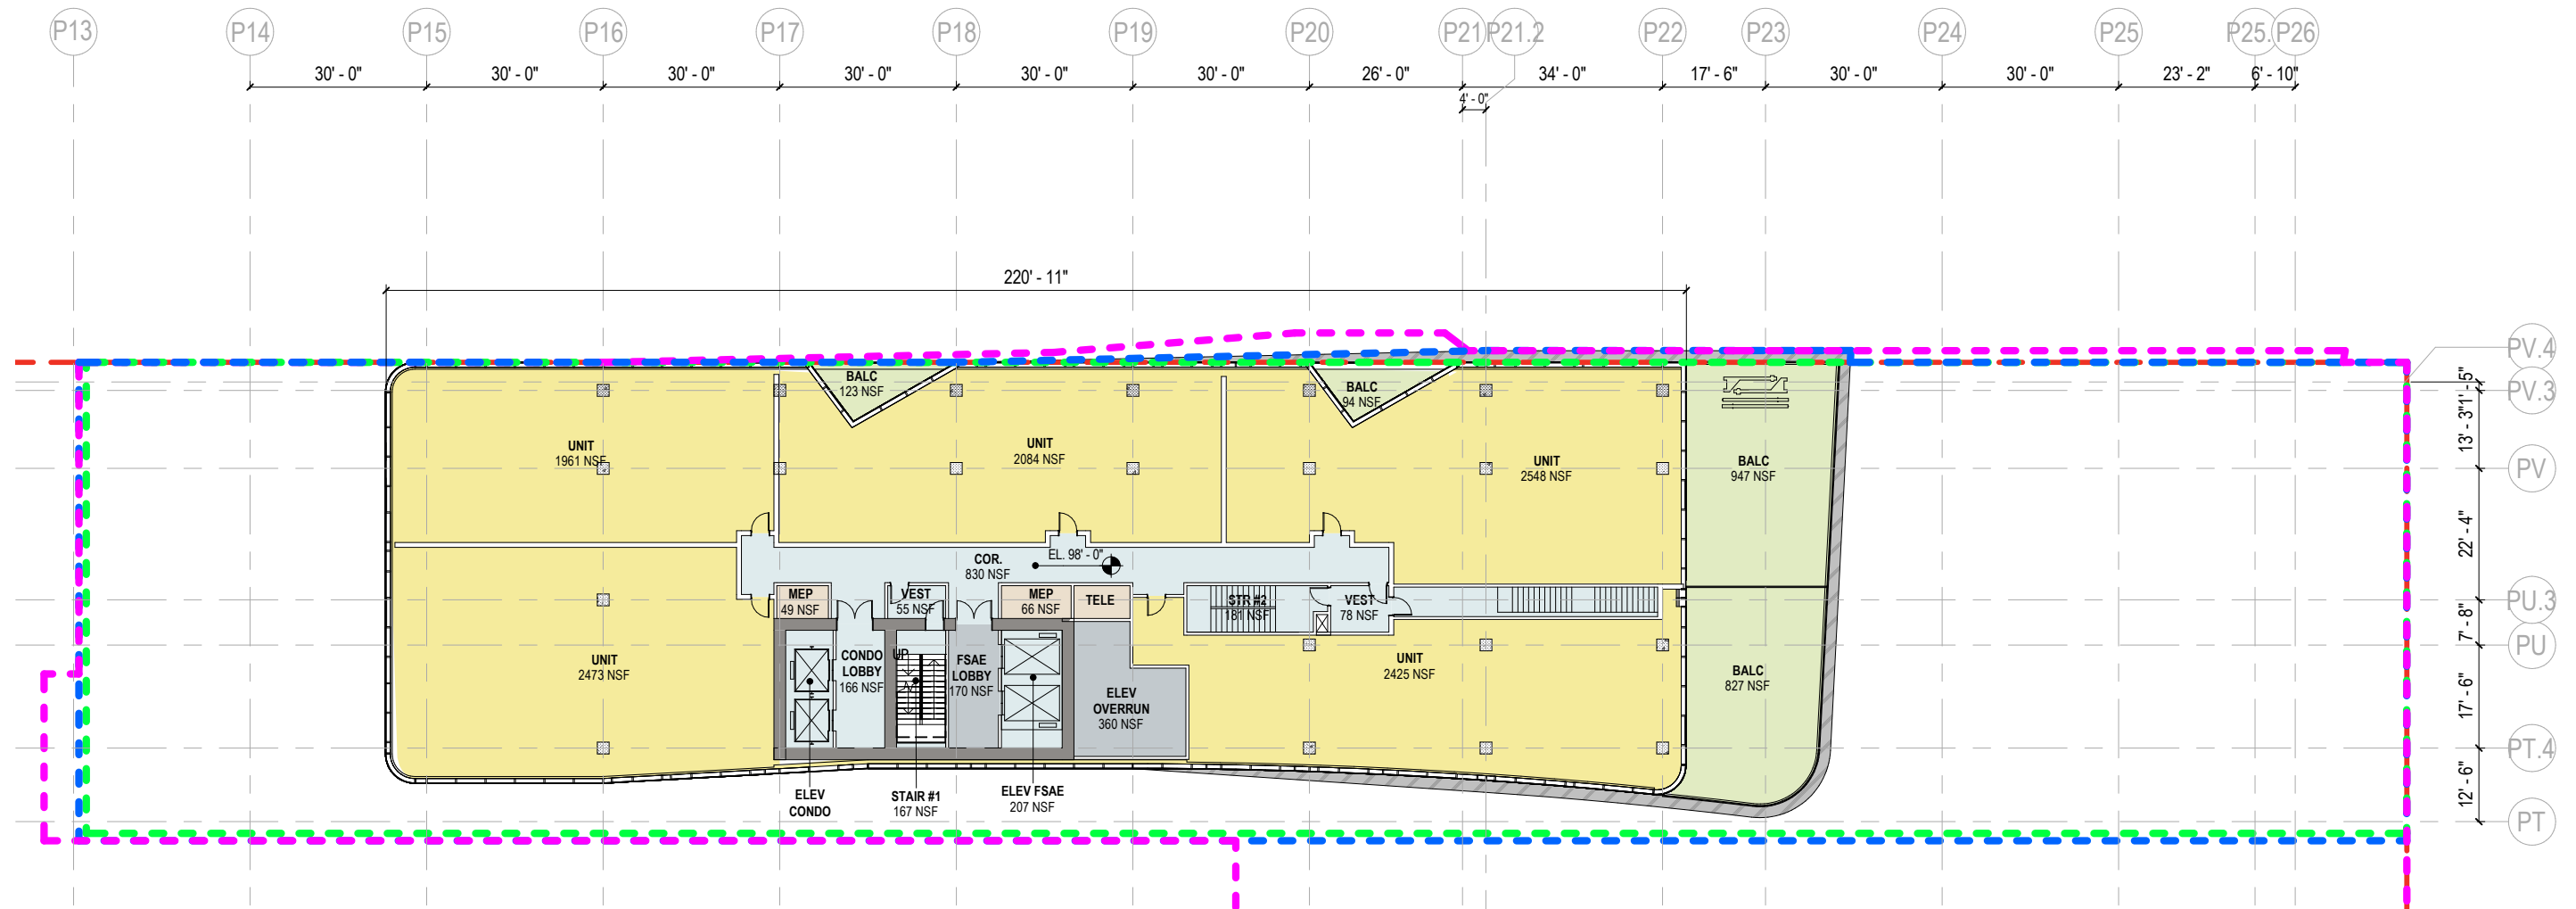 P13 P14 P15 P16 P17 P18 P19 P20 P21 P21.2 P22 P23 P24 P25 P25. P26
30' - 0" 30' - 0" 30' - 0" 30' - 0" 30' - 0" 30' - 0" 26' - 0" 34' - 0" 17' - 6" 30' - 0" 30' - 0" 23' - 2" 6' - 10"
4' - 0"
220' - 11"
PV.4
1' - 5"
PV.3
13' - 3"
PV
22' - 4"
PU.3
7' - 8"
PU
17' - 6"
PT.4
12' - 6"
PT
BALC
123 NSF
BALC
94 NSF
UNIT
1961 NSF
UNIT
2084 NSF
UNIT
2548 NSF
BALC
947 NSF
COR.
830 NSF
EL. 98' - 0"
MEP
49 NSF
VEST
55 NSF
MEP
66 NSF
TELE
STR #2
181 NSF
VEST
78 NSF
UNIT
2473 NSF
CONDO
LOBBY
166 NSF
UP
FSAE
LOBBY
170 NSF
ELEV
OVERRUN
360 NSF
UNIT
2425 NSF
BALC
827 NSF
ELEV
CONDO
STAIR #1
167 NSF
ELEV FSAE
207 NSF